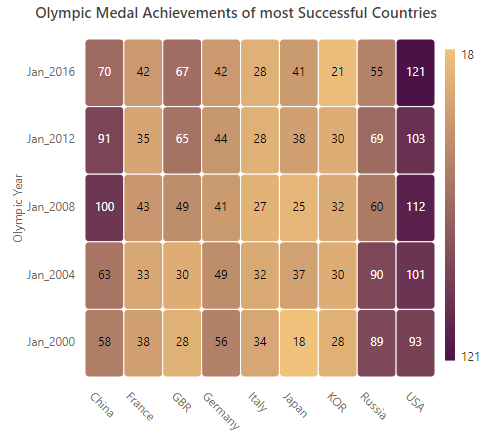 Olympic Medal Achievements of most Successful Countries
Jan_2016 70 42 67 42 28 41 21 55 121
Jan_2012 91 35 65 44 28 38 30 69 103
Jan_2008 100 43 49 41 27 25 32 60 112
Jan_2004 63 33 30 49 32 37 30 90 101
Jan_2000 58 38 28 56 34 18 28 89 93
Olympic Year
China France GBR Germany Italy Japan KOR Russia USA
18
121